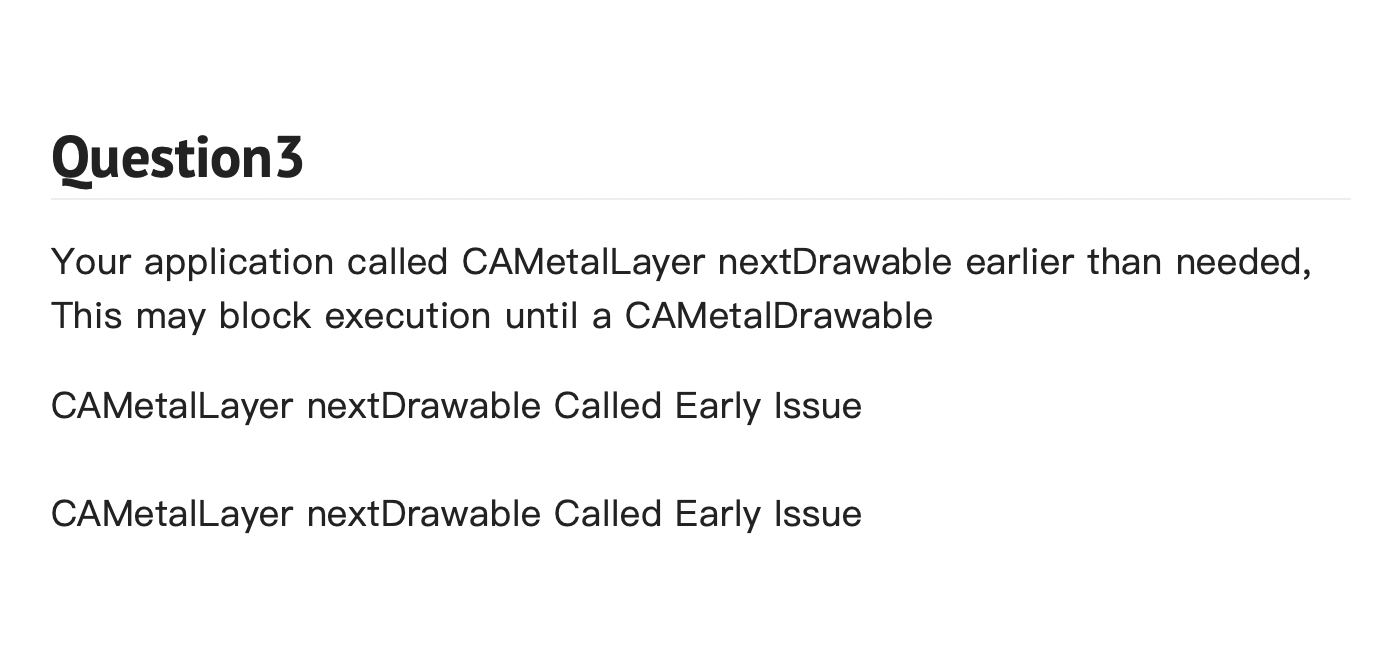 Question3
Your application called CAMetalLayer nextDrawable earlier than needed,
This may block execution until a CAMetalDrawable
CAMetalLayer nextDrawable Called Early Issue
CAMetalLayer nextDrawable Called Early Issue